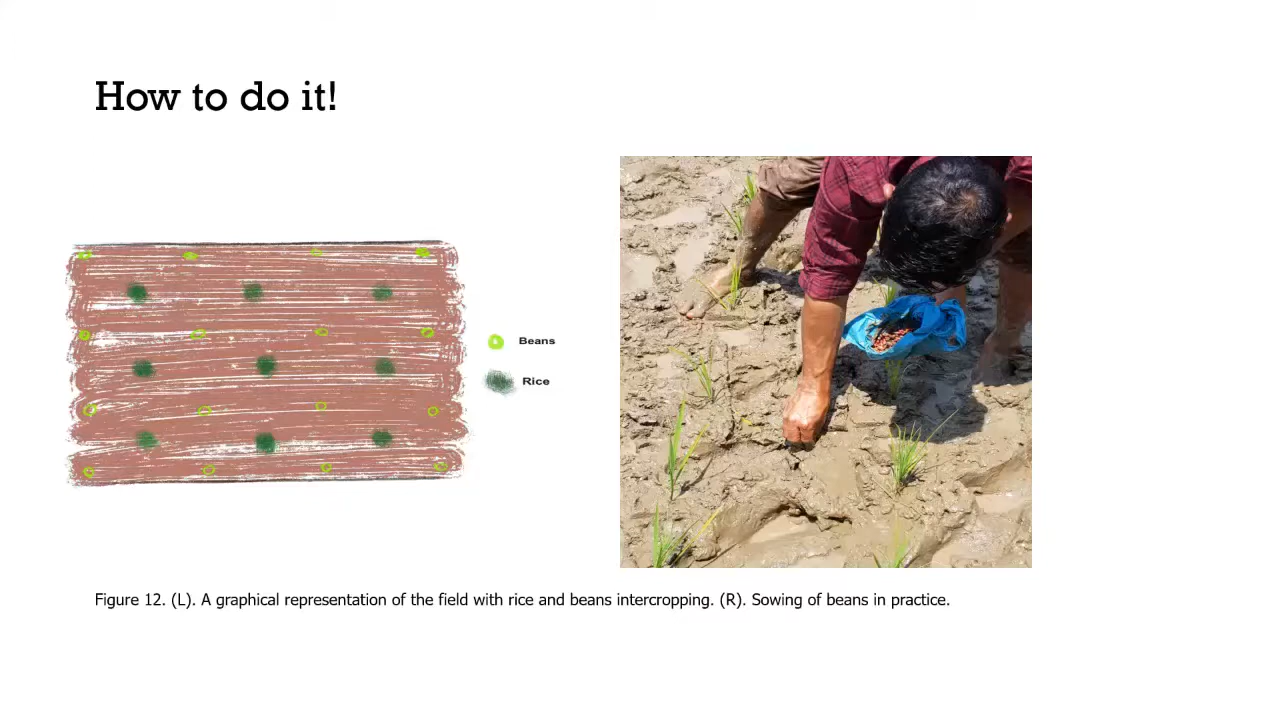 How to do it!
Beans
Rice
Figure 12. (L). A graphical representation of the field with rice and beans intercropping. (R). Sowing of beans in practice.